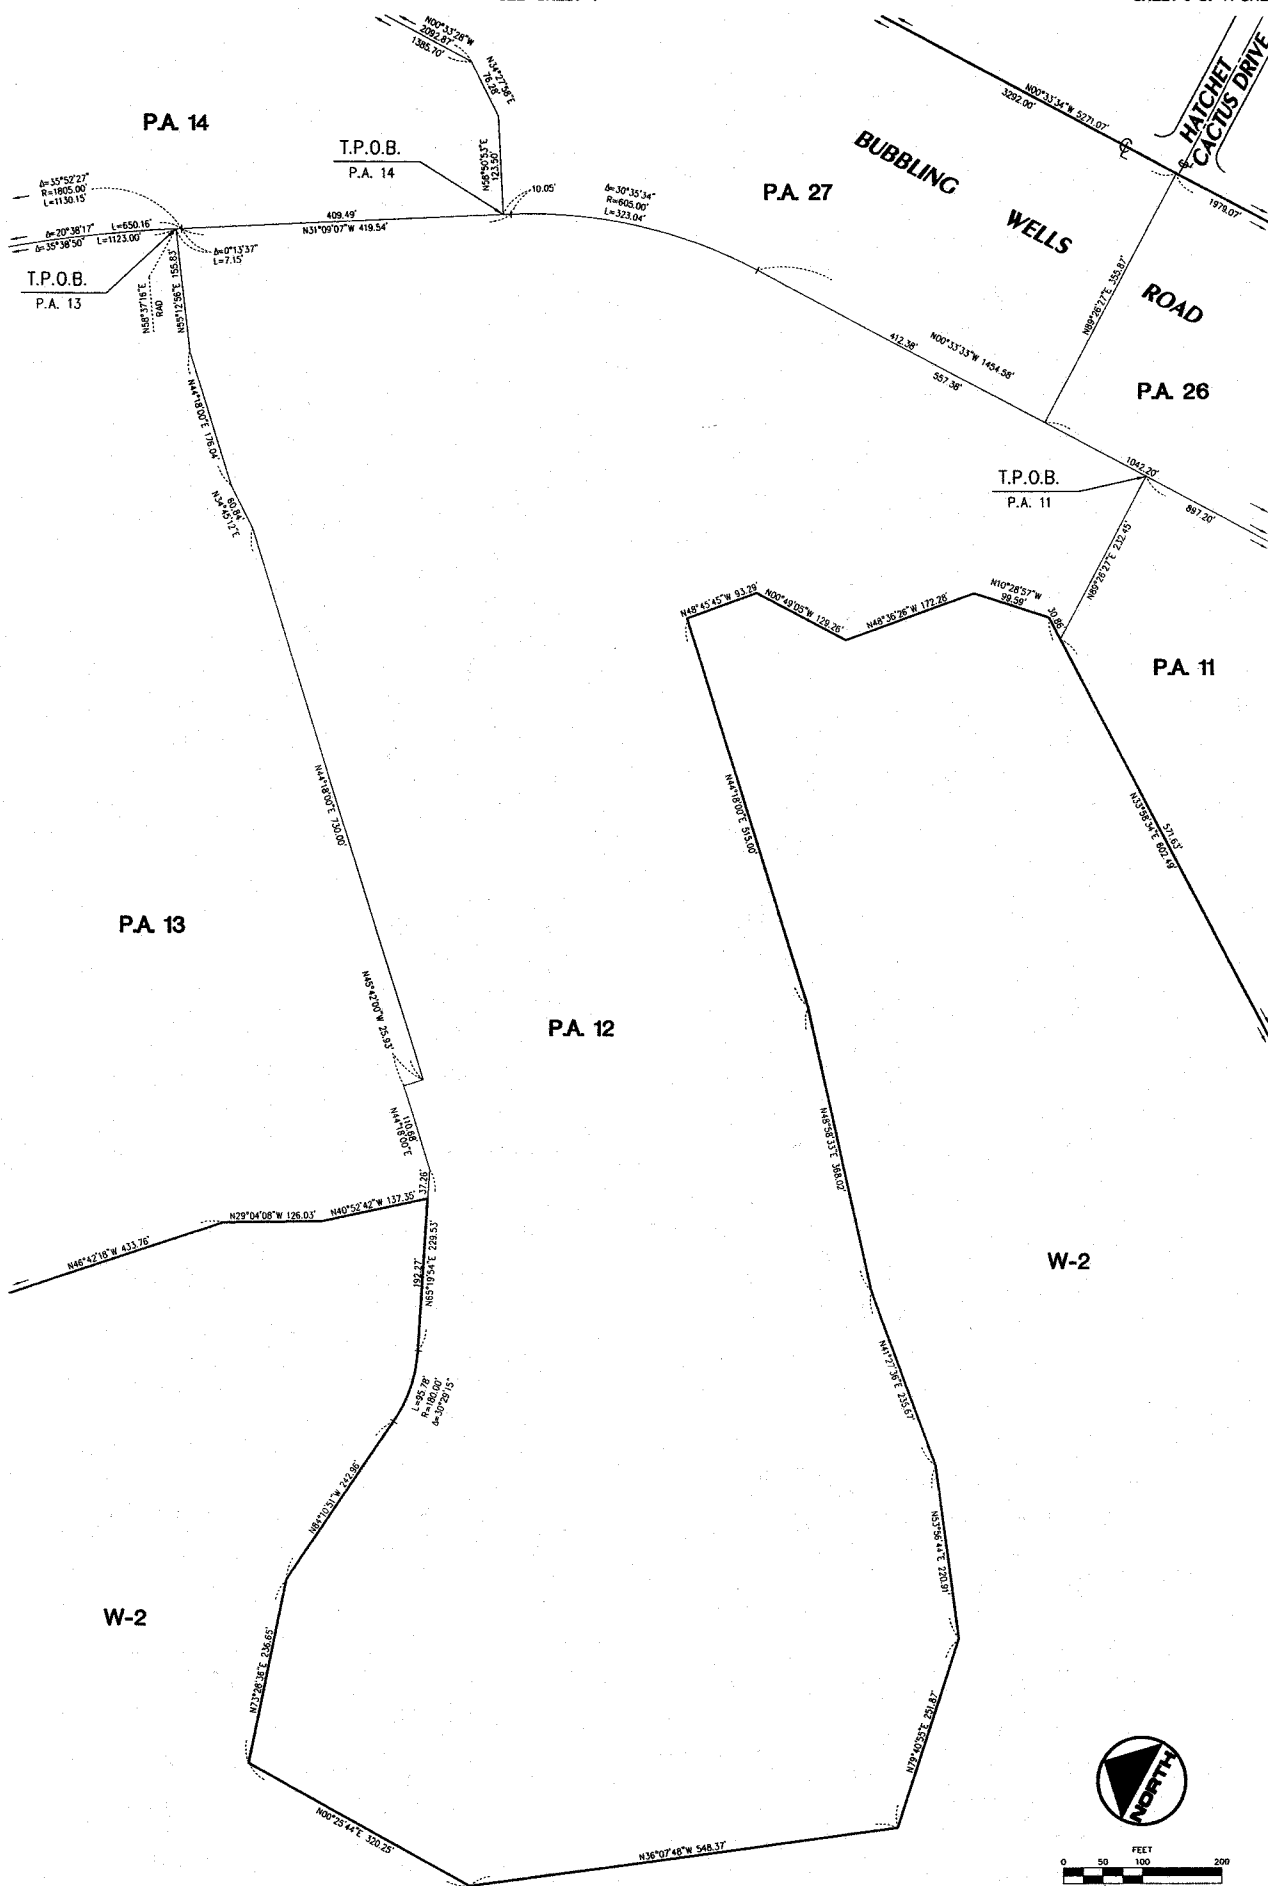 N00°33'28"W
2092.87'
1385.70'
N34°27'58"E
76.28'
N00°33'34"W 5271.07'
3292.00'
HATCHET
CACTUS DRIVE
P.A. 14
T.P.O.B.
P.A. 14
N56°50'53"E
123.50'
BUBBLING
WELLS
ROAD
P.A. 27
1979.07'
Δ=35°52'27"
R=1805.00'
L=1130.15'
10.05'
Δ=30°35'34"
R=605.00'
L=323.04'
Δ=20°38'17" L=650.16'
Δ=35°38'50" L=1123.00'
409.49'
N31°09'07"W 419.54'
Δ=0°13'37"
L=7.15'
T.P.O.B.
P.A. 13
N58°37'16"E
RAD
N55°12'56"E 155.83'
N89°26'27"E 355.87'
412.38'
N00°33'33"W 1454.58'
557.38'
P.A. 26
N44°18'00"E 176.04'
60.84'
N34°45'12"E
1042.20'
T.P.O.B.
P.A. 11
897.20'
N89°26'27"E 232.45'
N48°45'45"W 93.29'
N00°49'05"W 129.26'
N48°36'26"W 172.28'
N10°28'57"W
99.59'
30.86'
P.A. 11
N44°18'00"E 730.00'
N44°18'00"E 515.00'
571.63'
N33°58'34"E 602.49'
P.A. 13
N45°42'00"W 25.93'
P.A. 12
110.68'
N44°18'00"E
N48°58'33"E 368.02'
37.26'
N40°52'42"W 137.35'
N29°04'08"W 126.03'
N46°42'18"W 433.76'
192.27'
N65°19'54"E 229.53'
W-2
L=95.78'
R=180.00'
Δ=30°29'15"
N41°27'36"E 235.67'
N84°10'51"W 242.96'
N53°56'44"E 220.91'
W-2
N73°28'36"E 236.65'
N79°40'55"E 251.87'
N00°25'44"E 320.25'
N36°07'48"W 548.37'
NORTH
FEET
0 50 100 200